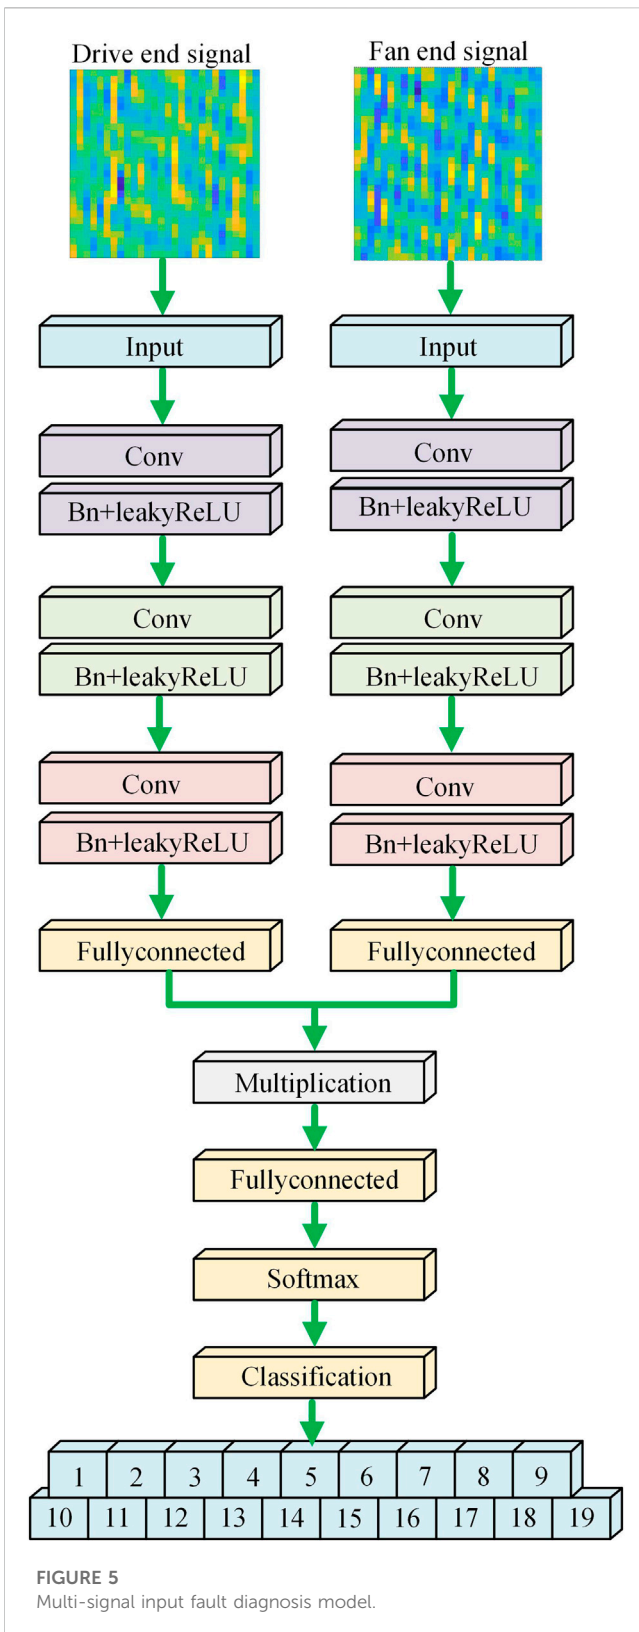 Drive end signal
Fan end signal
Input
Input
Conv
Conv
Bn+leakyReLU
Bn+leakyReLU
Conv
Conv
Bn+leakyReLU
Bn+leakyReLU
Conv
Conv
Bn+leakyReLU
Bn+leakyReLU
Fullyconnected
Fullyconnected
Multiplication
Fullyconnected
Softmax
Classification
1 2 3 4 5 6 7 8 9
10 11 12 13 14 15 16 17 18 19
FIGURE 5
Multi-signal input fault diagnosis model.